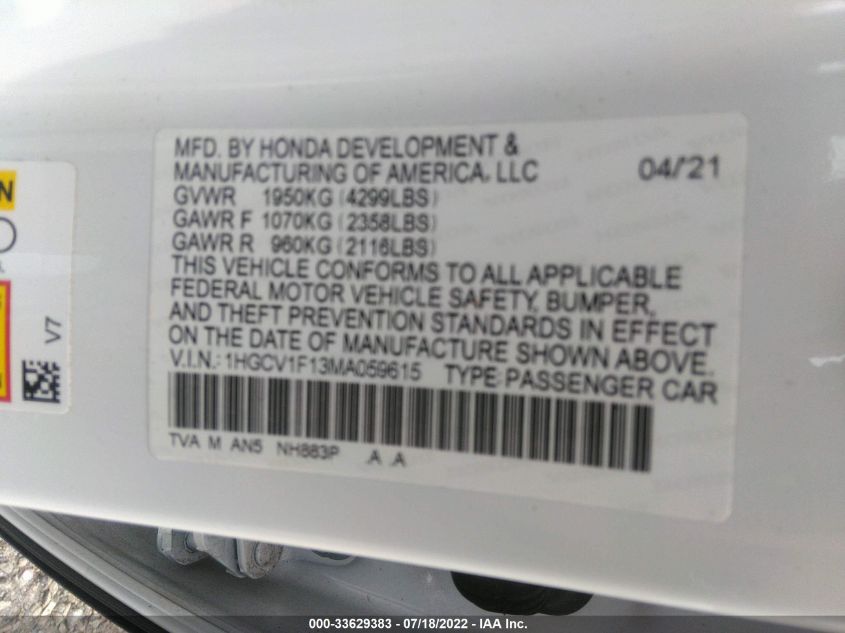 MFD. BY HONDA DEVELOPMENT &
MANUFACTURING OF AMERICA, LLC 04/21
GVWR 1950KG (4299LBS)
GAWR F 1070KG (2358LBS)
GAWR R 960KG (2116LBS)
THIS VEHICLE CONFORMS TO ALL APPLICABLE
FEDERAL MOTOR VEHICLE SAFETY, BUMPER,
AND THEFT PREVENTION STANDARDS IN EFFECT
ON THE DATE OF MANUFACTURE SHOWN ABOVE.
V.I.N.: 1HGCV1F13MA059615 TYPE:PASSENGER CAR
TVA M AN5 NH883P A A
V7
000-33629383 / 07/18/2022 - IAA Inc.